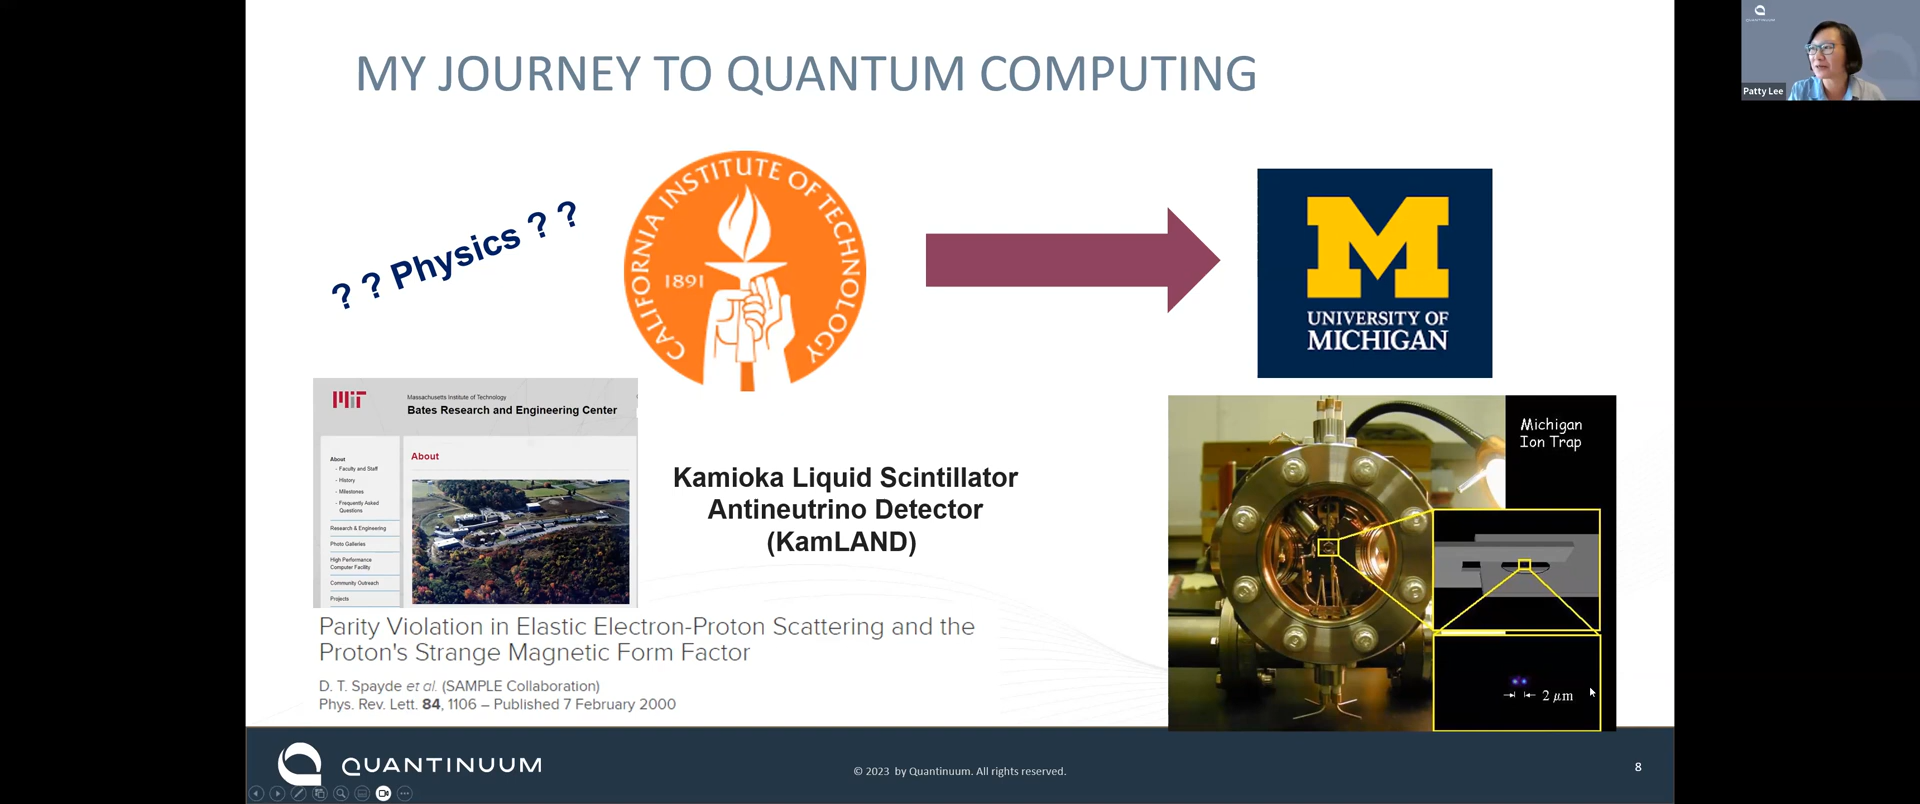 MY JOURNEY TO QUANTUM COMPUTING
QUANTINUUM
Patty Lee
? ? Physics ? ?
CALIFORNIA INSTITUTE OF TECHNOLOGY
1891
M
UNIVERSITY OF
MICHIGAN
MIT
Massachusetts Institute of Technology
Bates Research and Engineering Center
About
- Faculty and Staff
- History
- Milestones
- Frequently Asked
Questions
Research & Engineering
Photo Galleries
High Performance
Computer Facility
Community Outreach
Projects
About
Kamioka Liquid Scintillator
Antineutrino Detector
(KamLAND)
Michigan
Ion Trap
2 μm
Parity Violation in Elastic Electron-Proton Scattering and the
Proton's Strange Magnetic Form Factor
D. T. Spayde et al. (SAMPLE Collaboration)
Phys. Rev. Lett. 84, 1106 – Published 7 February 2000
QUANTINUUM
© 2023 by Quantinuum. All rights reserved.
8